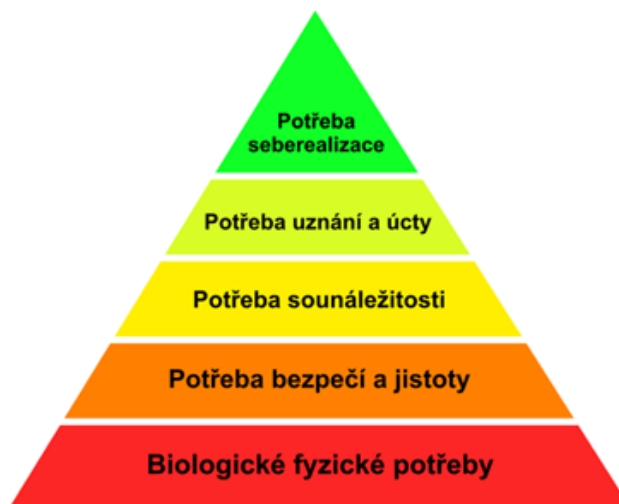 Potřeba
seberealizace
Potřeba uznání a úcty
Potřeba sounáležitosti
Potřeba bezpečí a jistoty
Biologické fyzické potřeby